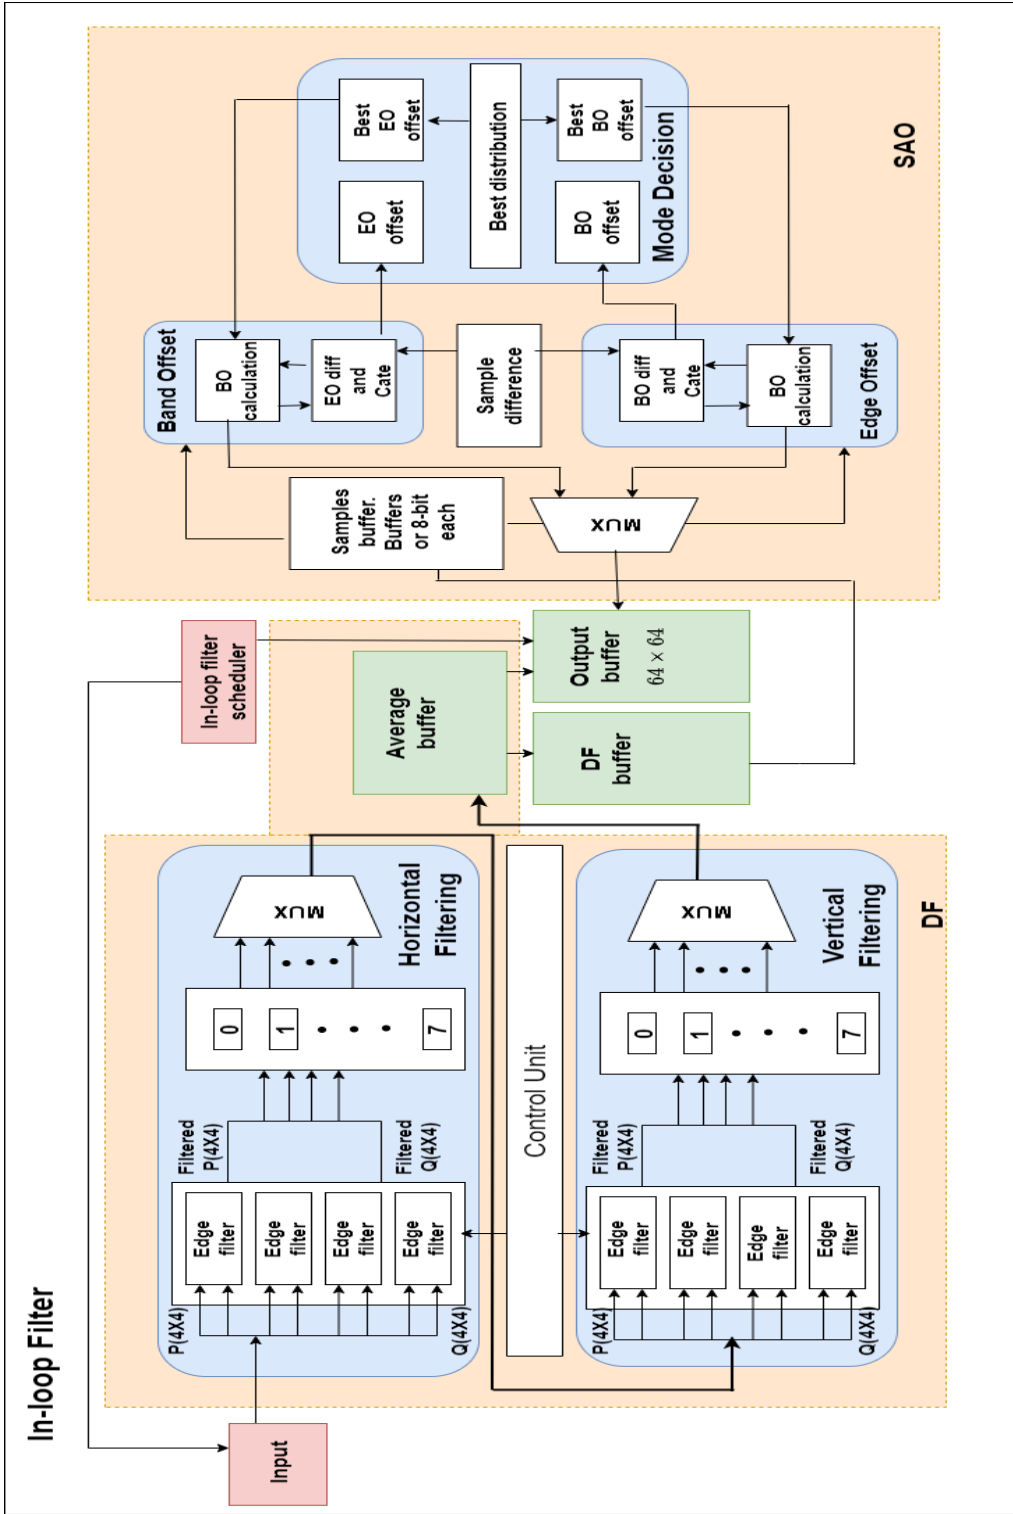 In-loop Filter
Input
P(4X4)
Q(4X4)
Edge
filter
Edge
filter
Edge
filter
Edge
filter
Filtered
P(4X4)
Filtered
Q(4X4)
0
1
7
MUX
Horizontal
Filtering
Control Unit
P(4X4)
Q(4X4)
Edge
filter
Edge
filter
Edge
filter
Edge
filter
Filtered
P(4X4)
Filtered
Q(4X4)
0
1
7
MUX
Vertical
Filtering
DF
In-loop filter
scheduler
Average
buffer
DF
buffer
Output
buffer
64 × 64
Samples
buffer.
Buffers
or 8-bit
each
MUX
Band Offset
BO
calculation
EO diff
and
Cate
Sample
difference
BO diff
and
Cate
BO
calculation
Edge Offset
EO
offset
Best
EO
offset
Best distribution
BO
offset
Best
BO
offset
Mode Decision
SAO